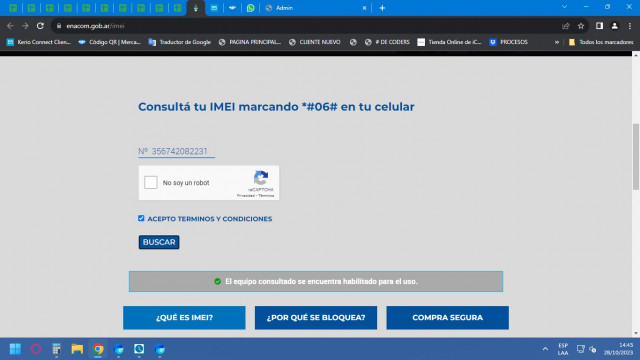 Admin
enacom.gob.ar/imei
Kerio Connect Clien...
Código QR | Merca...
Traductor de Google
PAGINA PRINCIPAL...
CLIENTE NUEVO
# DE CODERS
Tienda Online de iC...
PROCESOS
»
Todos los marcadores
Consultá tu IMEI marcando *#06# en tu celular
Nº 356742082231
No soy un robot
reCAPTCHA
Privacidad - Términos
ACEPTO TERMINOS Y CONDICIONES
BUSCAR
El equipo consultado se encuentra habilitado para el uso.
¿QUÉ ES IMEI?
¿POR QUÉ SE BLOQUEA?
COMPRA SEGURA
ESP
LAA
14:45
28/10/2023